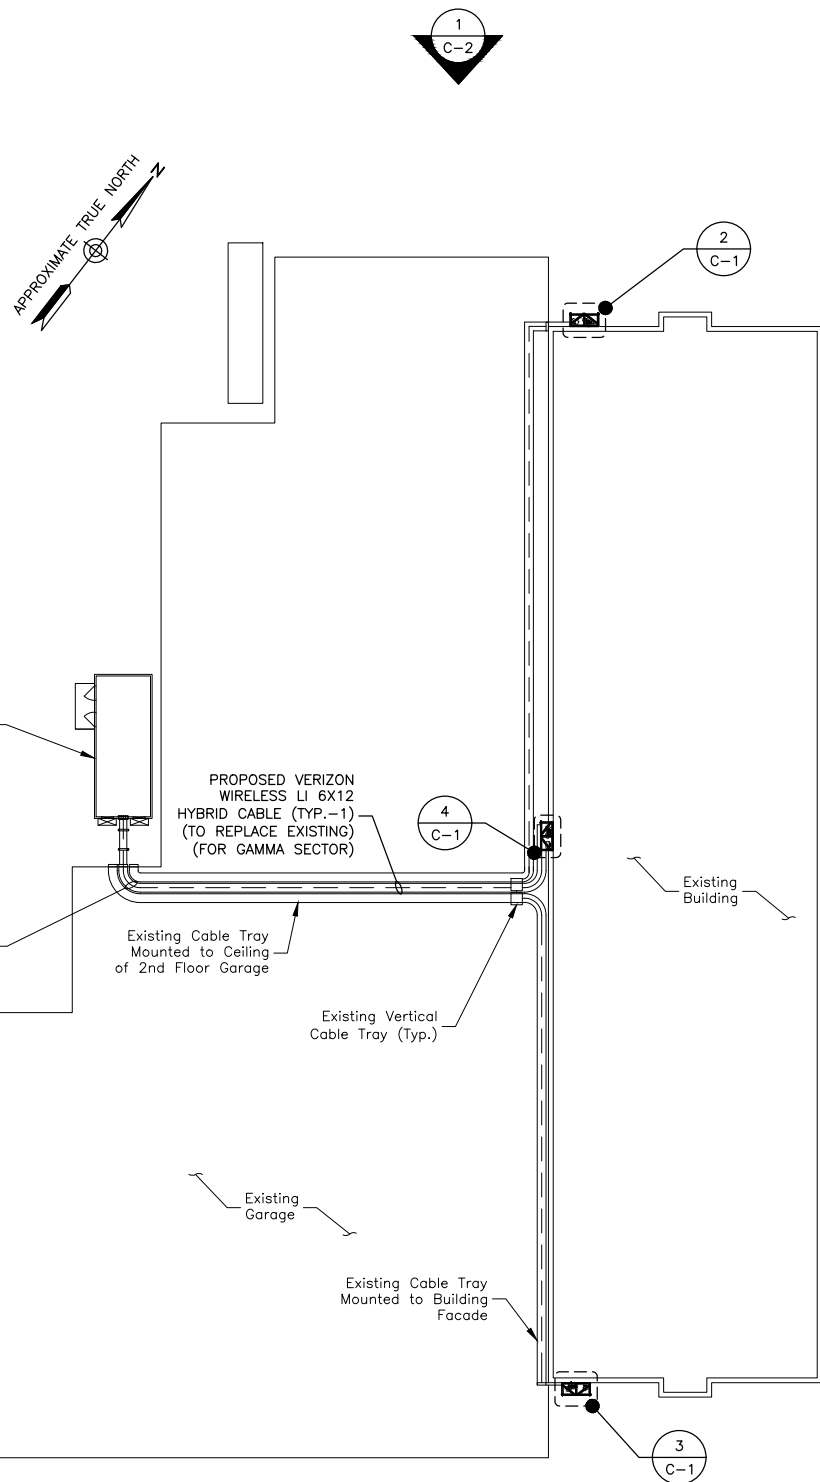 1
C-2
APPROXIMATE TRUE NORTH
N
2
C-1
PROPOSED VERIZON
WIRELESS LI 6X12
HYBRID CABLE (TYP.-1)
(TO REPLACE EXISTING)
(FOR GAMMA SECTOR)
4
C-1
Existing
Building
Existing Cable Tray
Mounted to Ceiling
of 2nd Floor Garage
Existing Vertical
Cable Tray (Typ.)
Existing
Garage
Existing Cable Tray
Mounted to Building
Facade
3
C-1